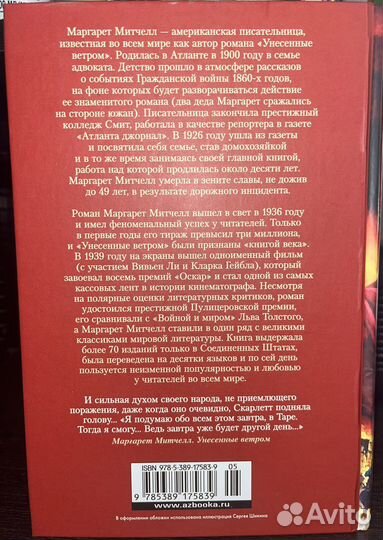 Маргарет Митчелл — американская писательница,
известная во всем мире как автор романа «Унесенные
ветром». Родилась в Атланте в 1900 году в семье
адвоката. Детство прошло в атмосфере рассказов
о событиях Гражданской войны 1860-х годов,
на фоне которых будет разворачиваться действие
ее знаменитого романа (два деда Маргарет сражались
на стороне южан). Писательница закончила престижный
колледж Смит, работала в качестве репортера в газете
«Атланта джорнал». В 1926 году ушла из газеты
и посвятила себя семье, став домохозяйкой
и в то же время занимаясь своей главной книгой,
работа над которой продлилась около десяти лет.
Маргарет Митчелл умерла в зените славы, не дожив
до 49 лет, в результате дорожного инцидента.
Роман Маргарет Митчелл вышел в свет в 1936 году
и имел феноменальный успех у читателей. Только
в первые годы его тираж превысил три миллиона,
и «Унесенные ветром» были признаны «книгой века».
В 1939 году на экраны вышел одноименный фильм
(с участием Вивьен Ли и Кларка Гейбла), который
завоевал восемь премий «Оскар» и стал одной из самых
кассовых лент в истории кинематографа. Несмотря
на полярные оценки литературных критиков, роман
удостоился престижной Пулицеровской премии,
его сравнивали с «Войной и миром» Льва Толстого,
а Маргарет Митчелл ставили в один ряд с великими
классиками мировой литературы. Книга выдержала
более 70 изданий только в Соединенных Штатах,
была переведена на десятки языков и по сей день
пользуется неизменной популярностью и любовью
у читателей во всем мире.
И сильная духом своего народа, не приемлющего
поражения, даже когда оно очевидно, Скарлетт подняла
голову... «Я подумаю обо всем этом завтра, в Таре.
Тогда я смогу... Ведь завтра уже будет другой день...»
Маргарет Митчелл. Унесенные ветром
ISBN 978-5-389-17583-9 05
9 785389 175839
www.azbooka.ru
В оформлении обложки использована иллюстрация Сергея Шикина
Avito